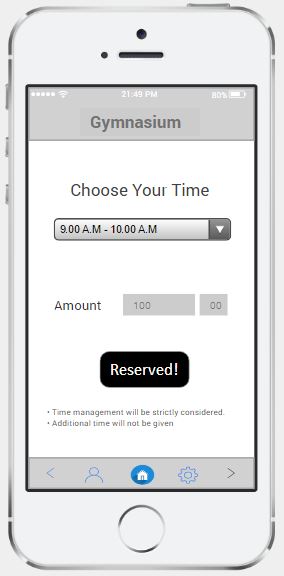 21:49 PM 80%
Gymnasium
Choose Your Time
9.00 A.M - 10.00 A.M
Amount 100 00
Reserved!
• Time management will be strictly considered.
• Additional time will not be given